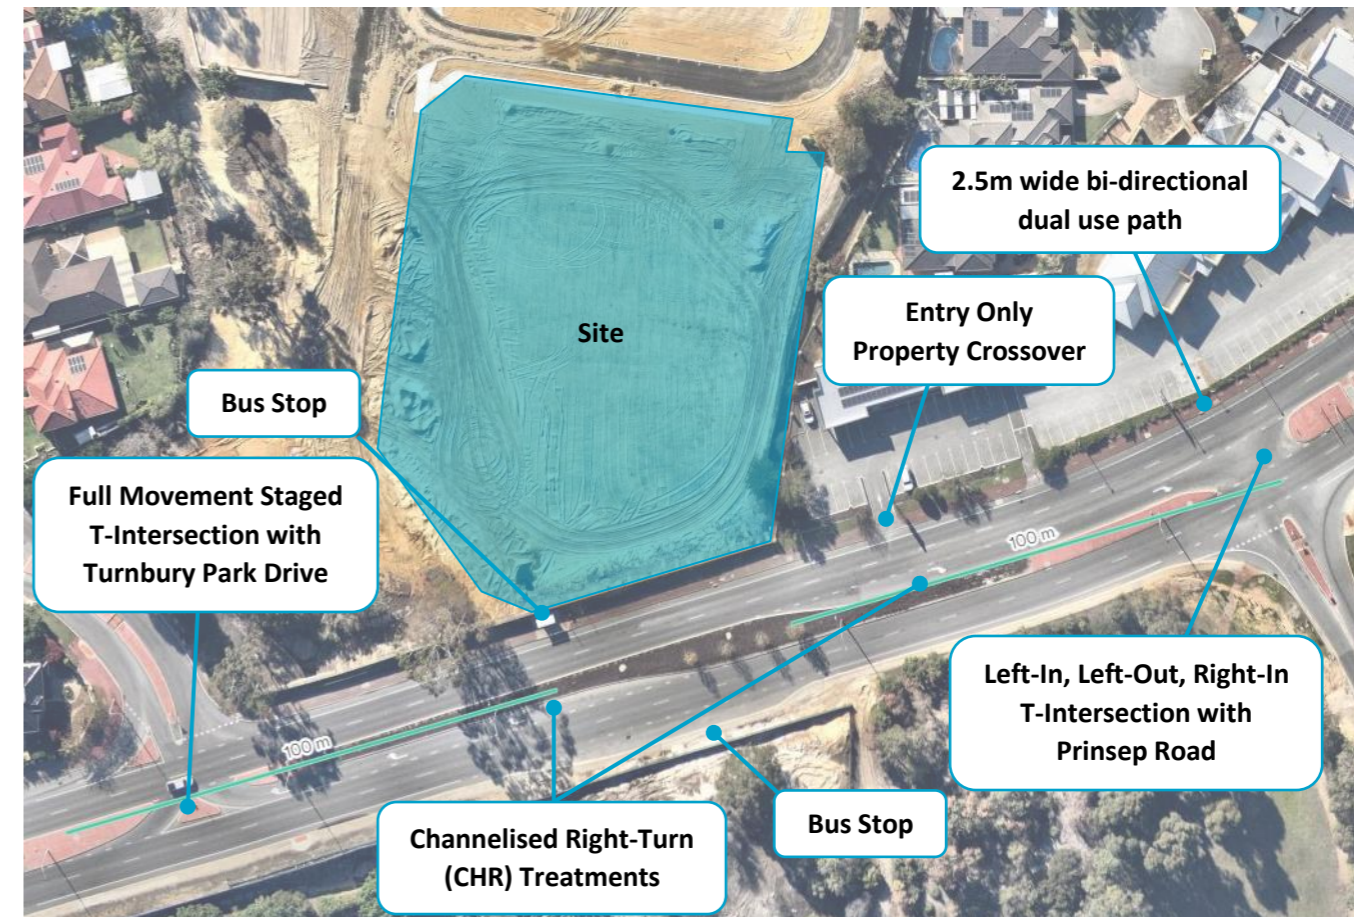 2.5m wide bi-directional
dual use path
Entry Only
Property Crossover
Site
Bus Stop
Full Movement Staged
T-Intersection with
Turnbury Park Drive
100 m
100 m
Left-In, Left-Out, Right-In
T-Intersection with
Prinsep Road
Channelised Right-Turn
(CHR) Treatments
Bus Stop